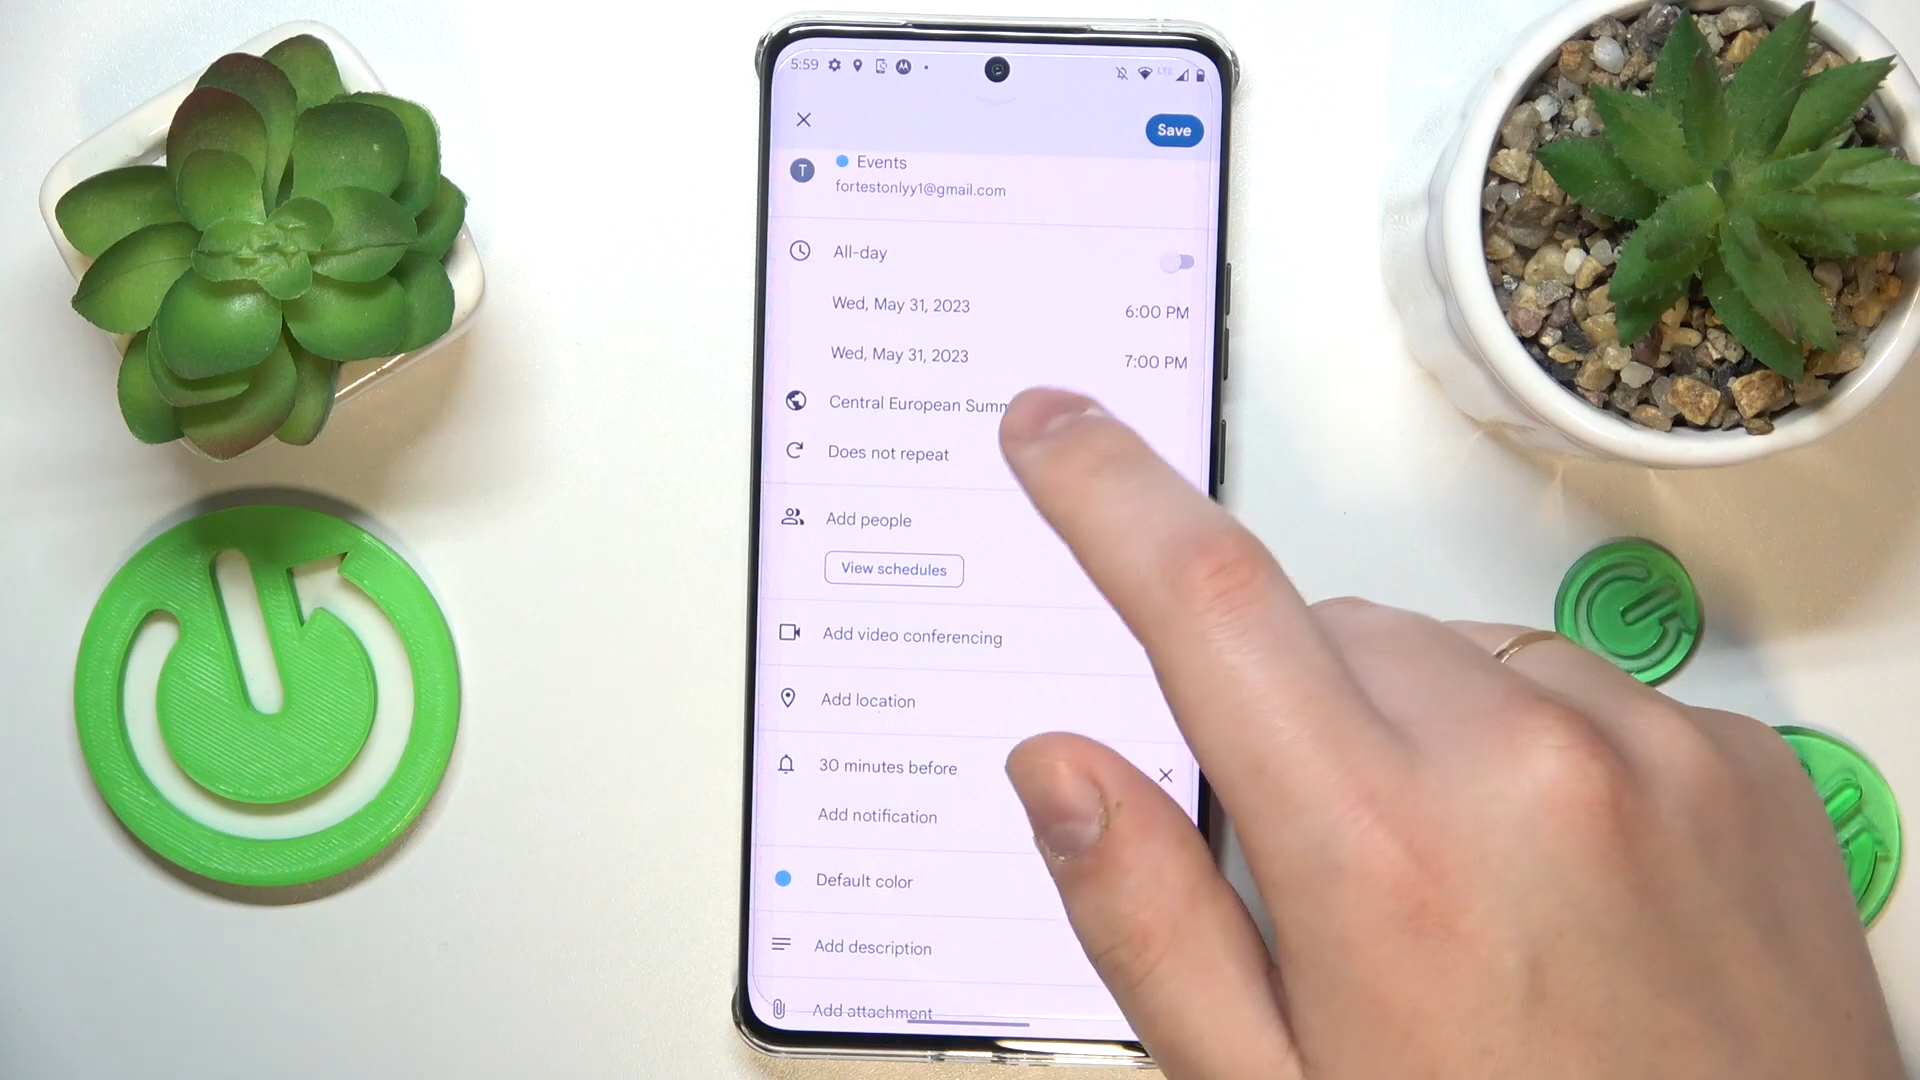 5:59
LTE
Save
T
Events
fortestonlyy1@gmail.com
All-day
Wed, May 31, 2023 6:00 PM
Wed, May 31, 2023 7:00 PM
Central European
Does not repeat
Add people
View schedules
Add video conferencing
Add location
30 minutes before
Add notification
Default color
Add description
Add attachment